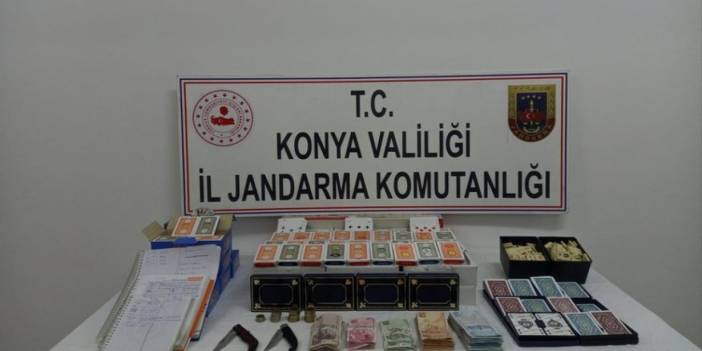 T.C.
KONYA VALİLİĞİ
İL JANDARMA KOMUTANLIĞI